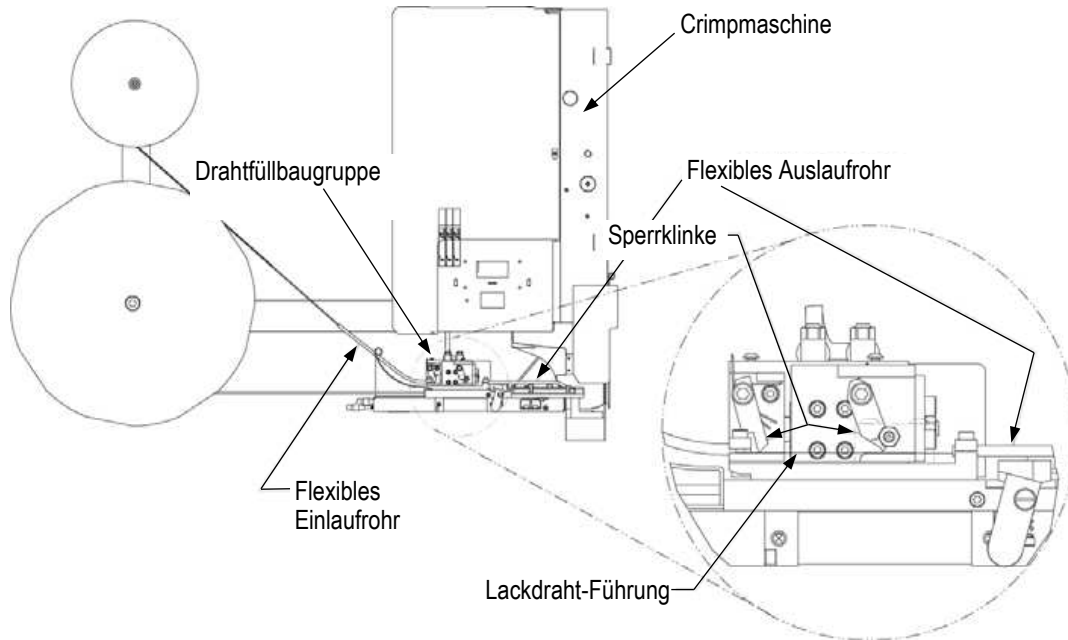 Crimpmaschine
Drahtfüllbaugruppe
Flexibles Auslaufrohr
Sperrklinke
Flexibles
Einlaufrohr
Lackdraht-Führung